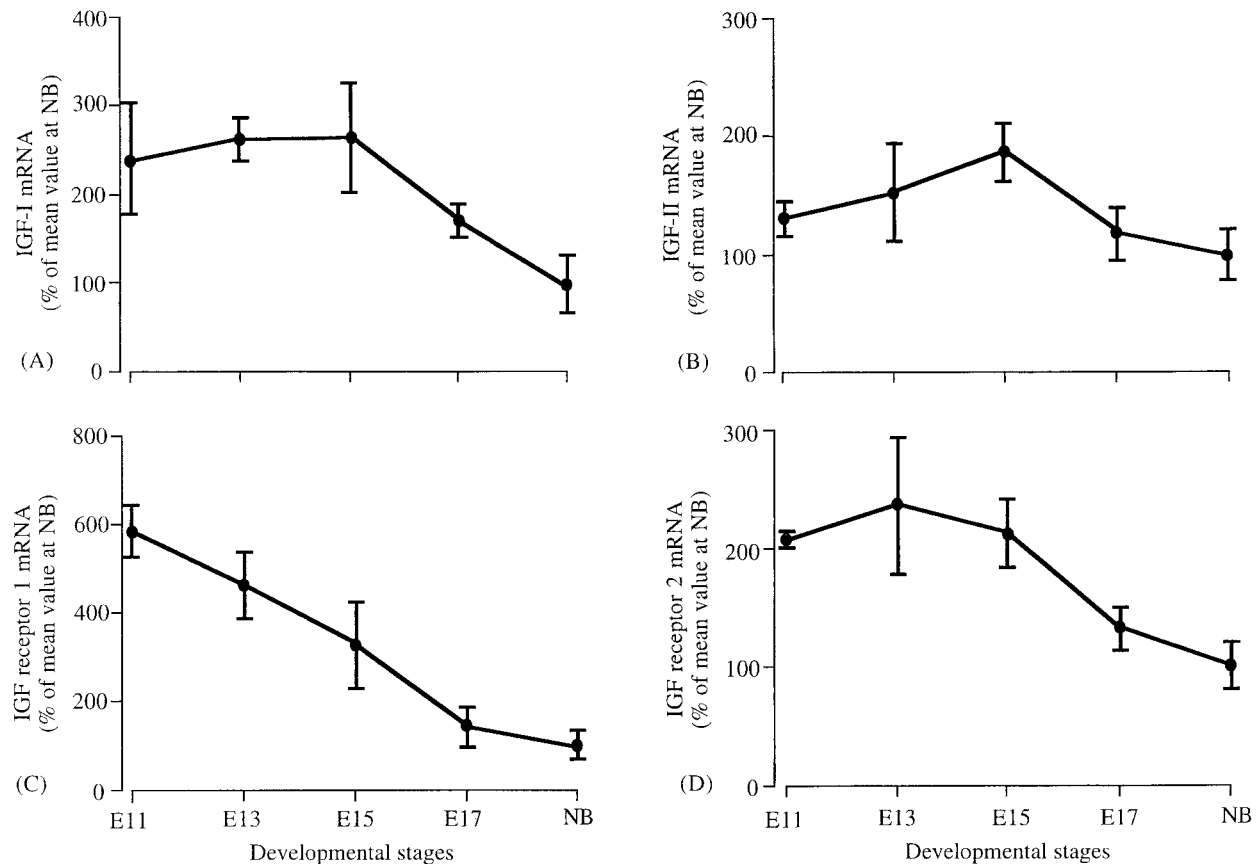 400
300
200
100
0
IGF-I mRNA
(% of mean value at NB)
(A)
300
200
100
0
IGF-II mRNA
(% of mean value at NB)
(B)
800
600
400
200
0
IGF receptor 1 mRNA
(% of mean value at NB)
(C)
E11 E13 E15 E17 NB
Developmental stages
300
200
100
0
IGF receptor 2 mRNA
(% of mean value at NB)
(D)
E11 E13 E15 E17 NB
Developmental stages